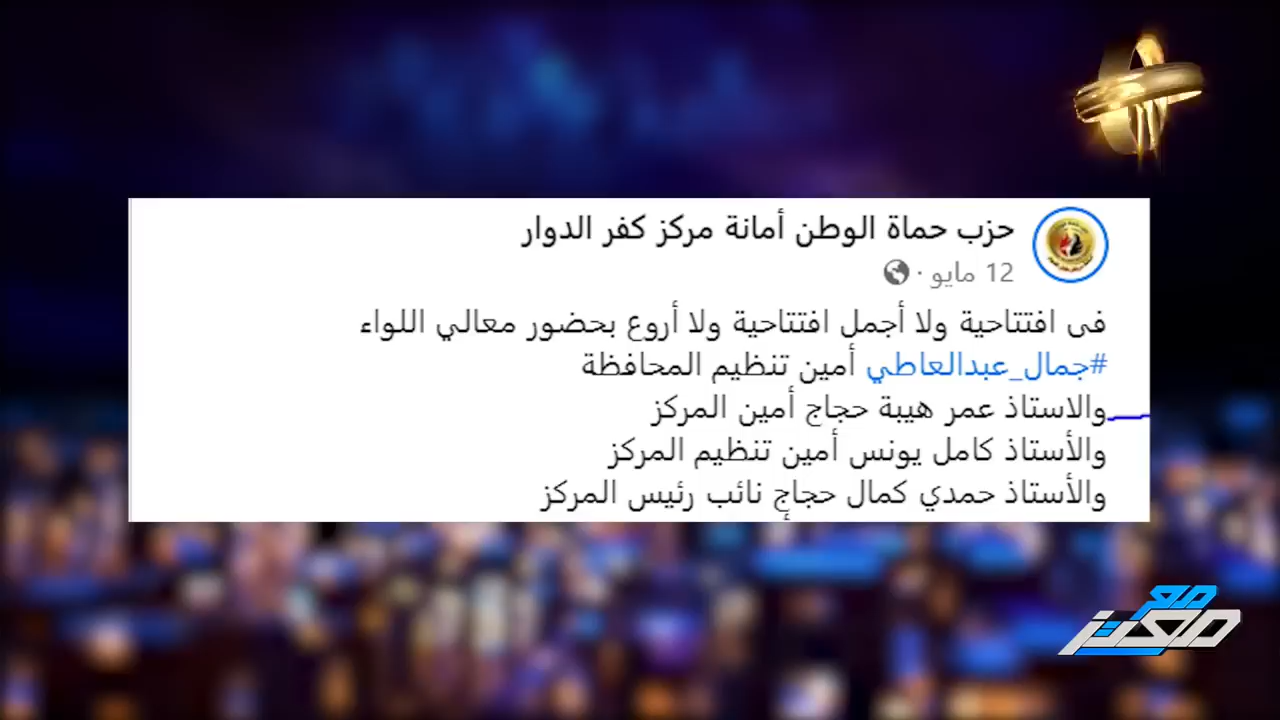 حزب حماة الوطن أمانة مركز كفر الدوار
12 مايو ·
فى افتتاحية ولا أجمل افتتاحية ولا أروع بحضور معالي اللواء
#جمال_عبدالعاطي أمين تنظيم المحافظة
والاستاذ عمر هيبة حجاج أمين المركز
والأستاذ كامل يونس أمين تنظيم المركز
والأستاذ حمدي كمال حجاج نائب رئيس المركز
مع
معتز